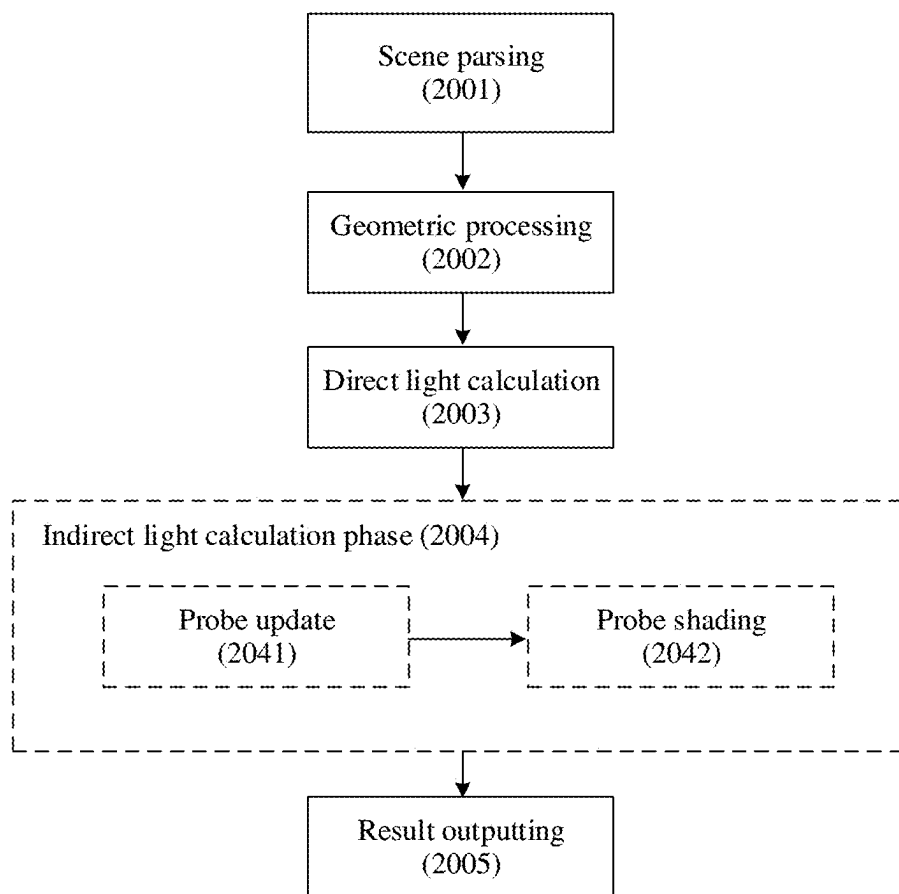 Scene parsing
(2001)
Geometric processing
(2002)
Direct light calculation
(2003)
Indirect light calculation phase (2004)
Probe update
(2041)
Probe shading
(2042)
Result outputting
(2005)